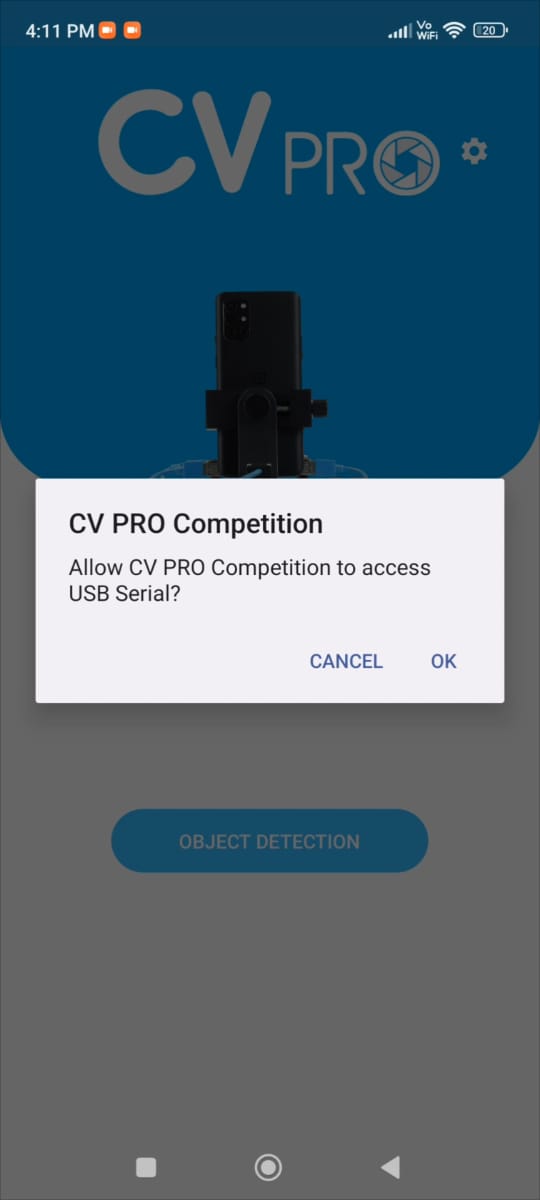 4:11 PM
Vo
WiFi
20
CV PRO
CV PRO Competition
Allow CV PRO Competition to access
USB Serial?
CANCEL OK
OBJECT DETECTION